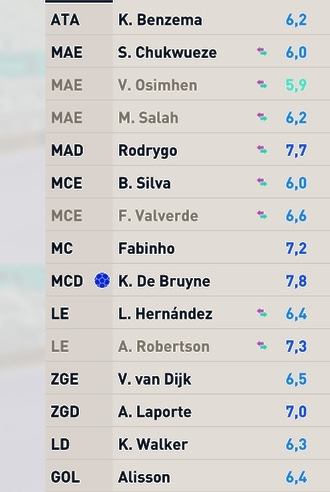 ATA K. Benzema 6,2
MAE S. Chukwueze 6,0
MAE V. Osimhen 5,9
MAE M. Salah 6,2
MAD Rodrygo 7,7
MCE B. Silva 6,0
MCE F. Valverde 6,6
MC Fabinho 7,2
MCD K. De Bruyne 7,8
LE L. Hernández 6,4
LE A. Robertson 7,3
ZGE V. van Dijk 6,5
ZGD A. Laporte 7,0
LD K. Walker 6,3
GOL Alisson 6,4